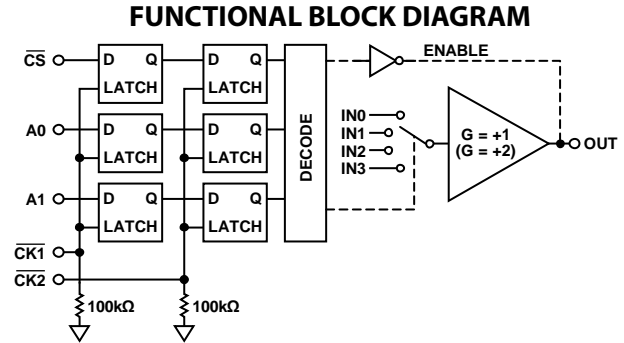 FUNCTIONAL BLOCK DIAGRAM
CS
D Q
LATCH
D Q
LATCH
ENABLE
A0
D Q
LATCH
D Q
LATCH
DECODE
IN0
IN1
IN2
IN3
G = +1
(G = +2)
OUT
A1
D Q
LATCH
D Q
LATCH
CK1
CK2
100kΩ
100kΩ